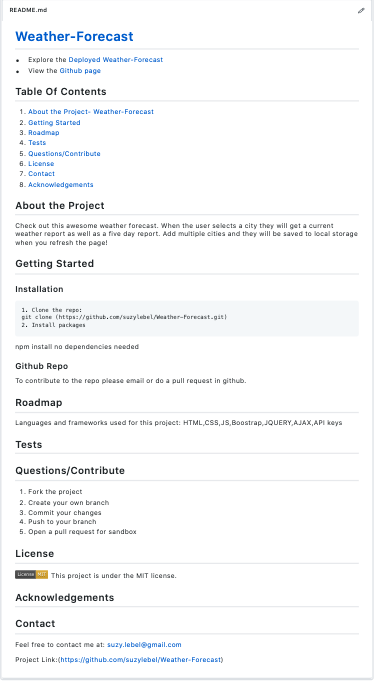 README.md
Weather-Forecast
• Explore the Deployed Weather-Forecast
• View the Github page
Table Of Contents
1. About the Project- Weather-Forecast
2. Getting Started
3. Roadmap
4. Tests
5. Questions/Contribute
6. License
7. Contact
8. Acknowledgements
About the Project
Check out this awesome weather forecast. When the user selects a city they will get a current
weather report as well as a five day report. Add multiple cities and they will be saved to local storage
when you refresh the page!
Getting Started
Installation
1. Clone the repo:
git clone (https://github.com/suzylebel/Weather-Forecast.git)
2. Install packages
npm install no dependencies needed
Github Repo
To contribute to the repo please email or do a pull request in github.
Roadmap
Languages and frameworks used for this project: HTML,CSS,JS,Boostrap,JQUERY,AJAX,API keys
Tests
Questions/Contribute
1. Fork the project
2. Create your own branch
3. Commit your changes
4. Push to your branch
5. Open a pull request for sandbox
License
License MIT This project is under the MIT license.
Acknowledgements
Contact
Feel free to contact me at: suzy.lebel@gmail.com
Project Link:(https://github.com/suzylebel/Weather-Forecast)